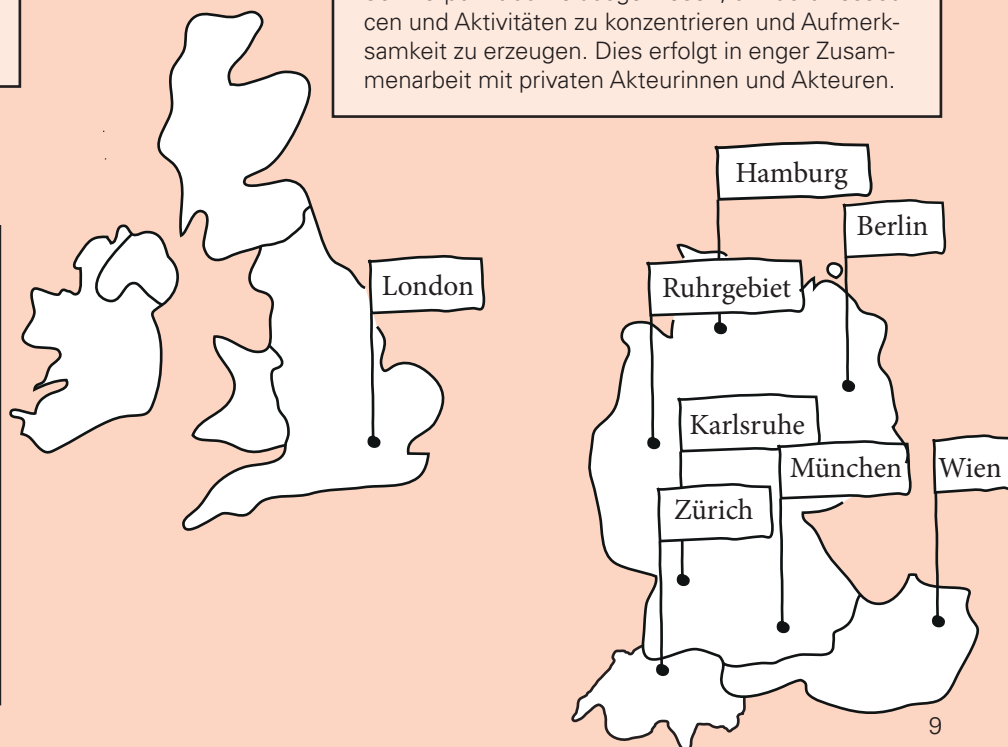 cen und Aktivitäten zu konzentrieren und Aufmerk-
samkeit zu erzeugen. Dies erfolgt in enger Zusam-
menarbeit mit privaten Akteurinnen und Akteuren.
Hamburg
Berlin
London
Ruhrgebiet
Karlsruhe
München
Wien
Zürich
9